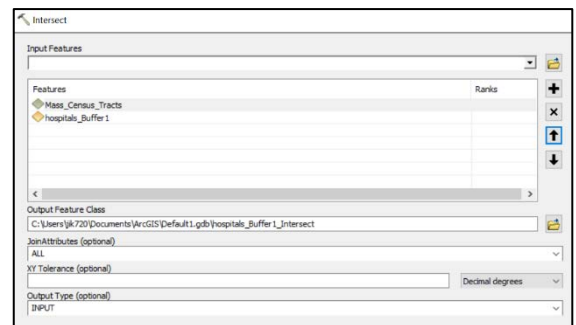 Intersect
Input Features
Features Ranks
Mass_Census_Tracts
hospitals_Buffer1
Output Feature Class
C:\Users\jik720\Documents\ArcGIS\Default1.gdb\hospitals_Buffer1_Intersect
JoinAttributes (optional)
ALL
XY Tolerance (optional)
Decimal degrees
Output Type (optional)
INPUT